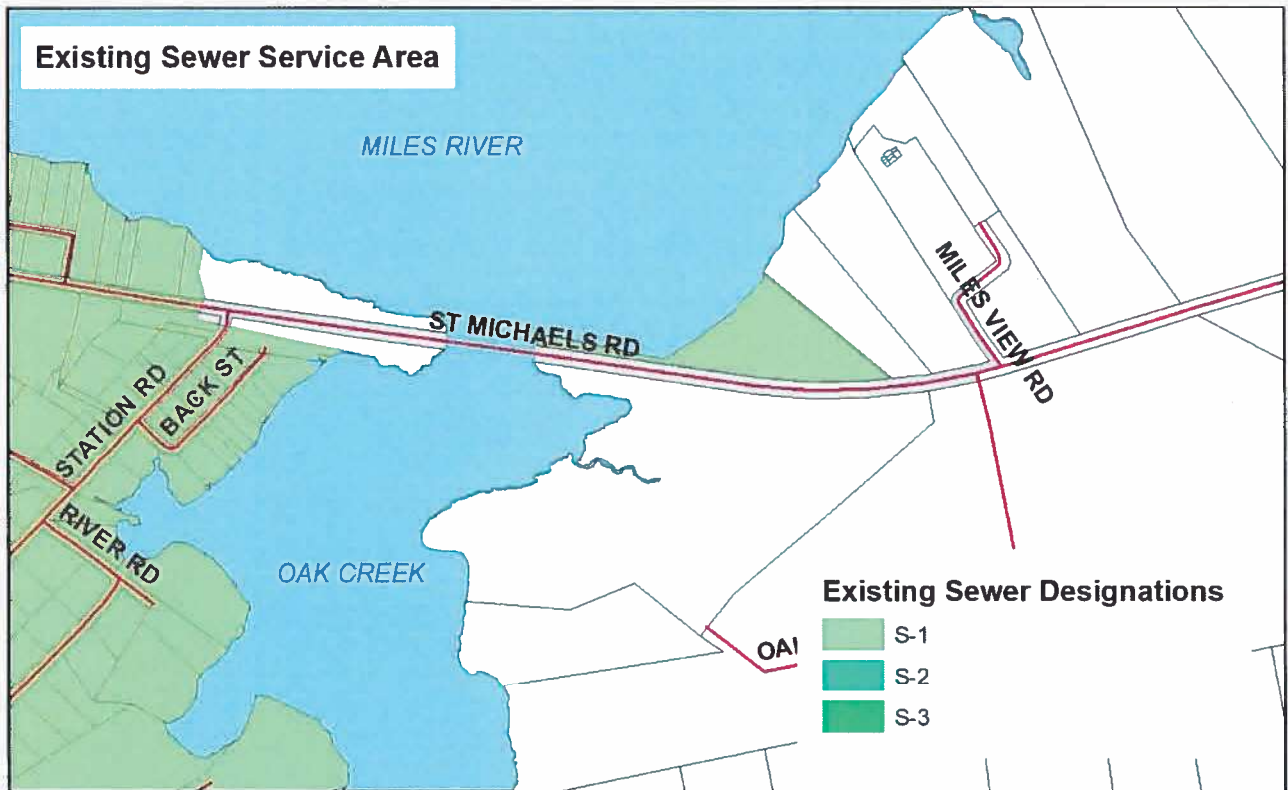 Existing Sewer Service Area
MILES RIVER
MILES VIEW RD
ST MICHAELS RD
STATION RD
BACK ST
RIVER RD
OAK CREEK
OAI
Existing Sewer Designations
S-1
S-2
S-3